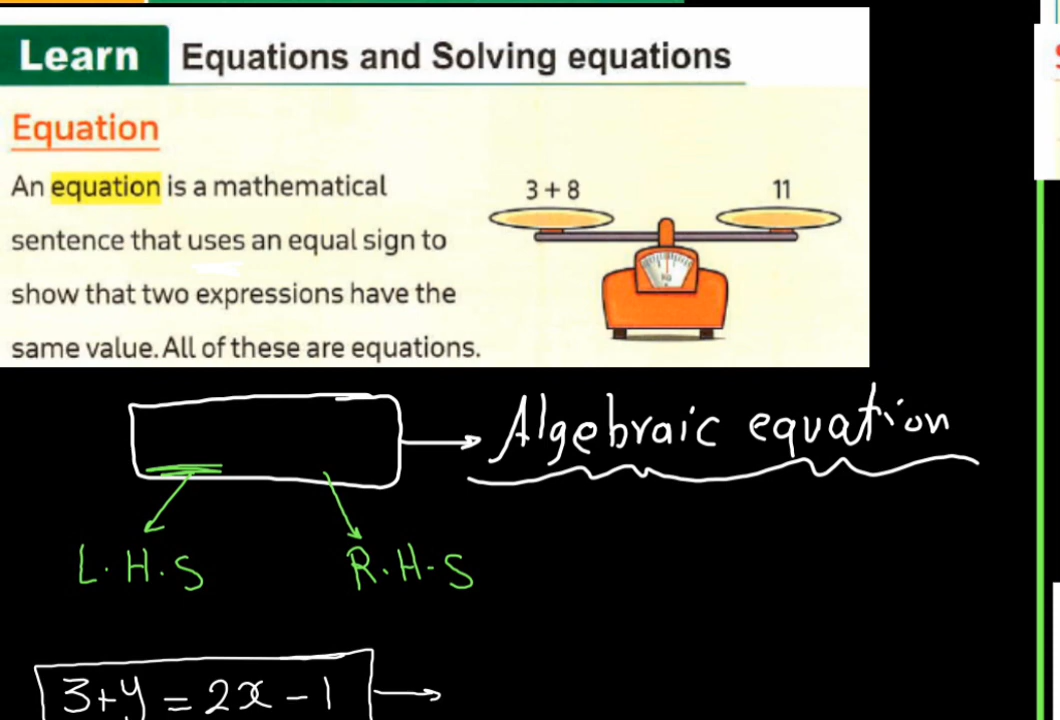 Learn Equations and Solving equations
Equation
An equation is a mathematical
sentence that uses an equal sign to
show that two expressions have the
same value. All of these are equations.
3 + 8
11
Algebraic equation
L.H.S R.H-S
3+y = 2x - 1